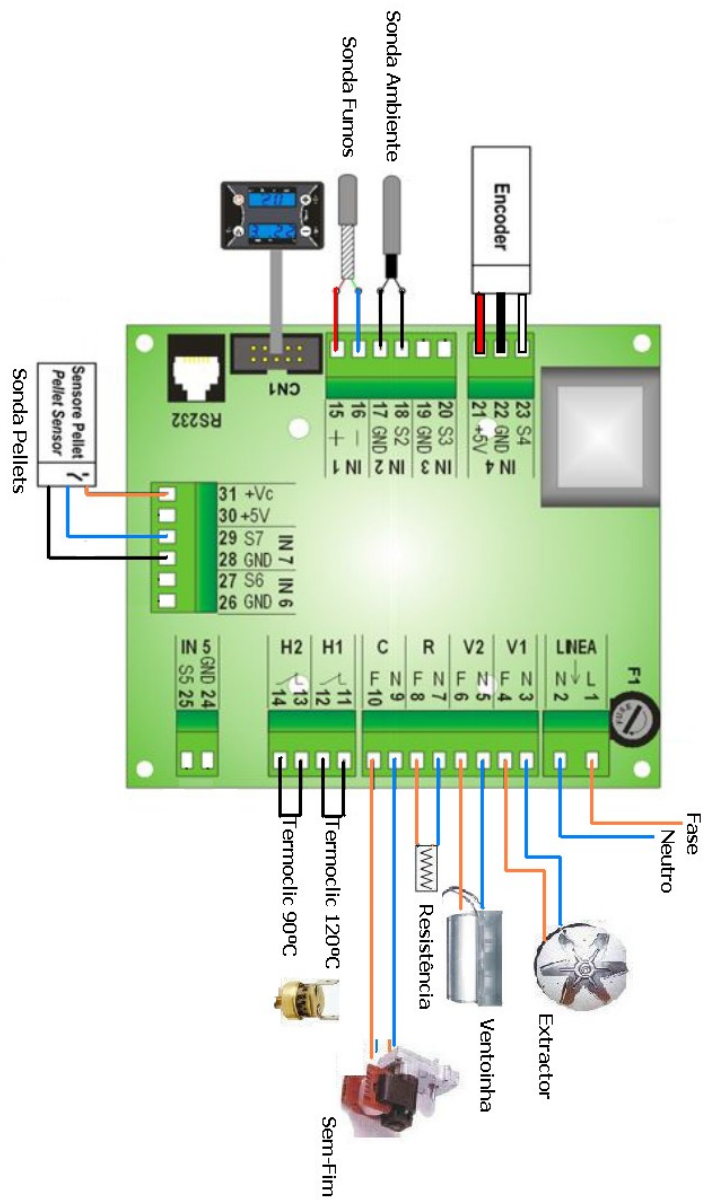 Sonda Fumos
Sonda Ambiente
Encoder
CN1
RS232
15 +
16 –
IN 1
17 GND
18 S2
IN 2
19 GND
20 S3
IN 3
21 +5V
22 GND
23 S4
IN 4
Sensore Pellet
Pellet Sensor
Sonda Pellets
31 +Vc
30 +5V
29 S7
28 GND
IN 7
27 S6
26 GND
IN 6
IN 5
S5 GND
25 24
H2
14 13
H1
12 11
C
F N
10 9
R
F N
8 7
V2
F N
6 5
V1
F N
4 3
LINEA
N L
2 1
F1
Fase
Neutro
Extractor
Ventoinha
Resistência
Sem-Fim
Termoclic 120ºC
Termoclic 90ºC